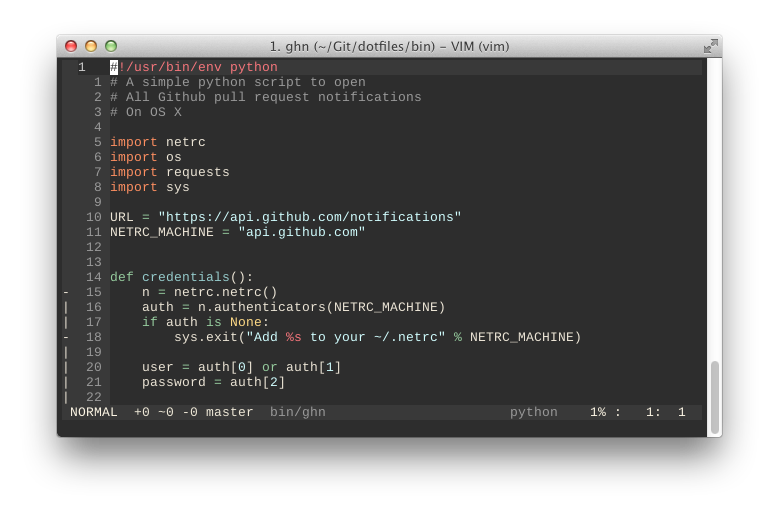 1. ghn (~/Git/dotfiles/bin) – VIM (vim)
1   #!/usr/bin/env python
  1 # A simple python script to open
  2 # All Github pull request notifications
  3 # On OS X
  4
  5 import netrc
  6 import os
  7 import requests
  8 import sys
  9
 10 URL = "https://api.github.com/notifications"
 11 NETRC_MACHINE = "api.github.com"
 12
 13
 14 def credentials():
-  15     n = netrc.netrc()
|  16     auth = n.authenticators(NETRC_MACHINE)
|  17     if auth is None:
-  18         sys.exit("Add %s to your ~/.netrc" % NETRC_MACHINE)
|  19
|  20     user = auth[0] or auth[1]
|  21     password = auth[2]
|  22
NORMAL  +0 ~0 -0 master  bin/ghn  python  1% :  1:  1